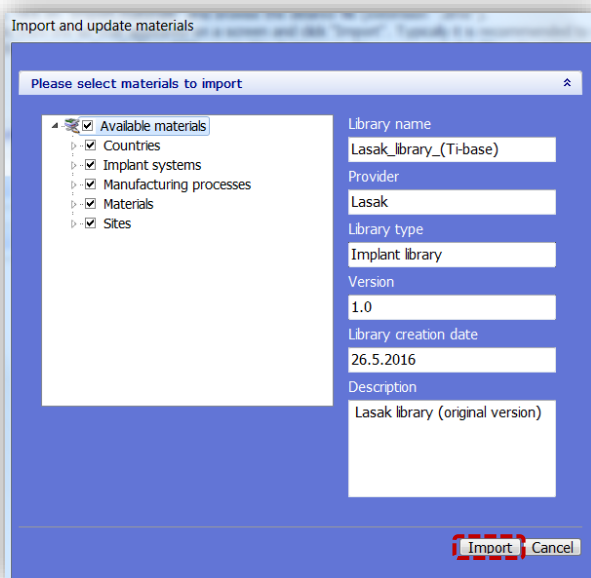 Import and update materials
Please select materials to import
Available materials
Countries
Implant systems
Manufacturing processes
Materials
Sites
Library name
Lasak_library_(Ti-base)
Provider
Lasak
Library type
Implant library
Version
1.0
Library creation date
26.5.2016
Description
Lasak library (original version)
Import Cancel